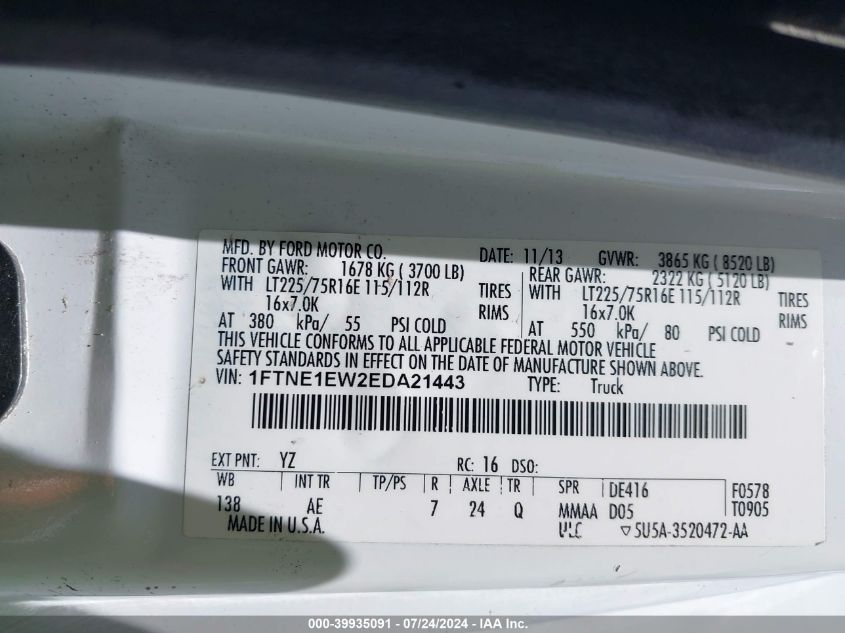 MFD. BY FORD MOTOR CO. DATE: 11/13 GVWR: 3865 KG ( 8520 LB)
FRONT GAWR: 1678 KG ( 3700 LB) REAR GAWR: 2322 KG ( 5120 LB)
WITH LT225/75R16E 115/112R TIRES WITH LT225/75R16E 115/112R TIRES
16x7.0K RIMS 16x7.0K RIMS
AT 380 kPa/ 55 PSI COLD AT 550 kPa/ 80 PSI COLD
THIS VEHICLE CONFORMS TO ALL APPLICABLE FEDERAL MOTOR VEHICLE
SAFETY STANDARDS IN EFFECT ON THE DATE OF MANUFACTURE SHOWN ABOVE.
VIN: 1FTNE1EW2EDA21443 TYPE: Truck
EXT PNT: YZ RC: 16 DSO:
WB INT TR TP/PS R AXLE TR SPR DE416 F0578
138 AE 7 24 Q MMAA D05 T0905
MADE IN U.S.A. ULC ▽5U5A-3520472-AA
000-39935091 - 07/24/2024 - IAA Inc.